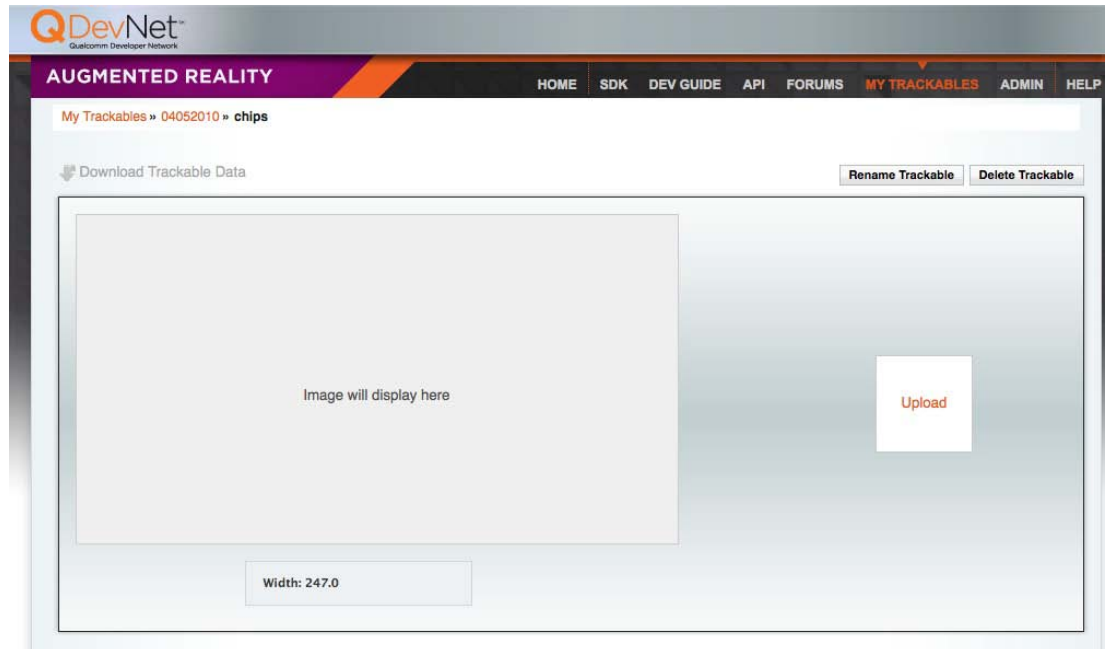 QDevNet℠
Qualcomm Developer Network
AUGMENTED REALITY
HOME SDK DEV GUIDE API FORUMS MY TRACKABLES ADMIN HELP
My Trackables » 04052010 » chips
Download Trackable Data
Rename Trackable Delete Trackable
Image will display here
Upload
Width: 247.0